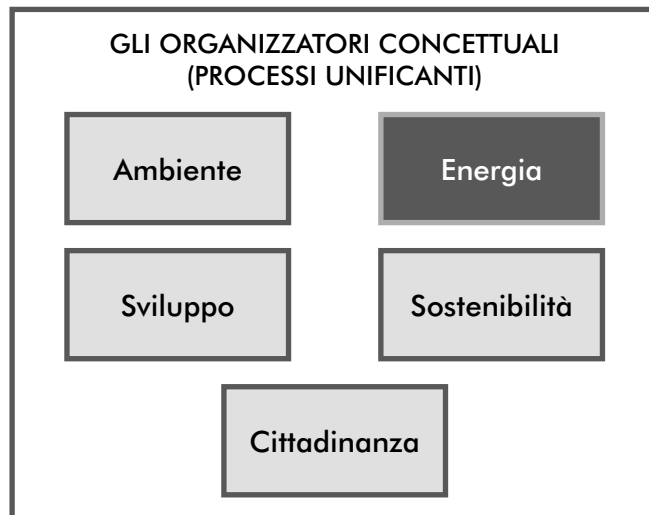 GLI ORGANIZZATORI CONCETTUALI
(PROCESSI UNIFICANTI)
Ambiente
Energia
Sviluppo
Sostenibilità
Cittadinanza